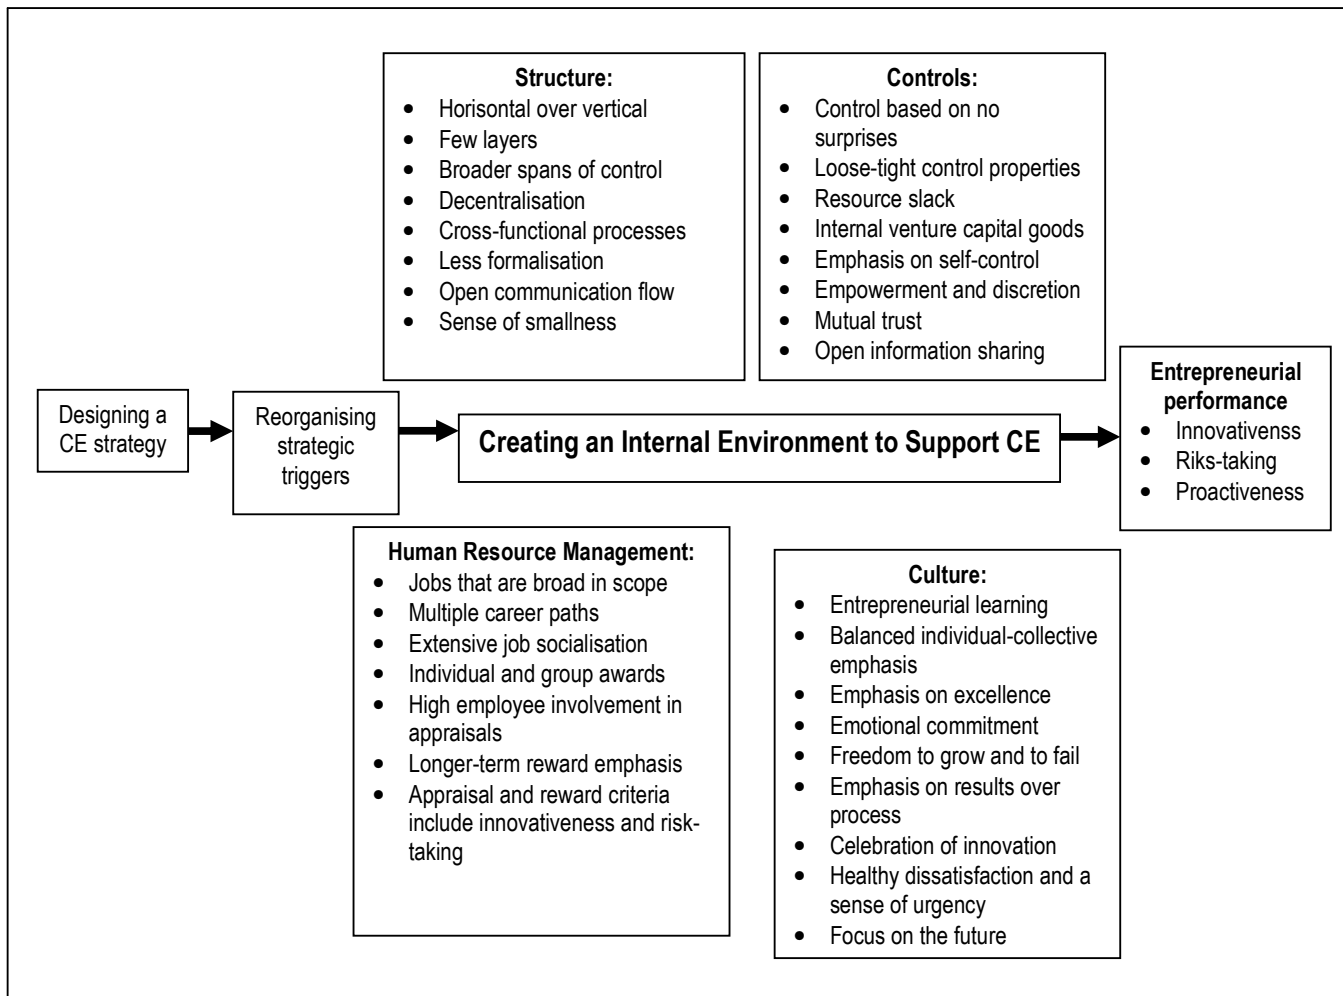 Structure:
• Horisontal over vertical
• Few layers
• Broader spans of control
• Decentralisation
• Cross-functional processes
• Less formalisation
• Open communication flow
• Sense of smallness
Controls:
• Control based on no
surprises
• Loose-tight control properties
• Resource slack
• Internal venture capital goods
• Emphasis on self-control
• Empowerment and discretion
• Mutual trust
• Open information sharing
Designing a
CE strategy
Reorganising
strategic
triggers
Creating an Internal Environment to Support CE
Entrepreneurial
performance
• Innovativenss
• Riks-taking
• Proactiveness
Human Resource Management:
• Jobs that are broad in scope
• Multiple career paths
• Extensive job socialisation
• Individual and group awards
• High employee involvement in
appraisals
• Longer-term reward emphasis
• Appraisal and reward criteria
include innovativeness and risk-
taking
Culture:
• Entrepreneurial learning
• Balanced individual-collective
emphasis
• Emphasis on excellence
• Emotional commitment
• Freedom to grow and to fail
• Emphasis on results over
process
• Celebration of innovation
• Healthy dissatisfaction and a
sense of urgency
• Focus on the future